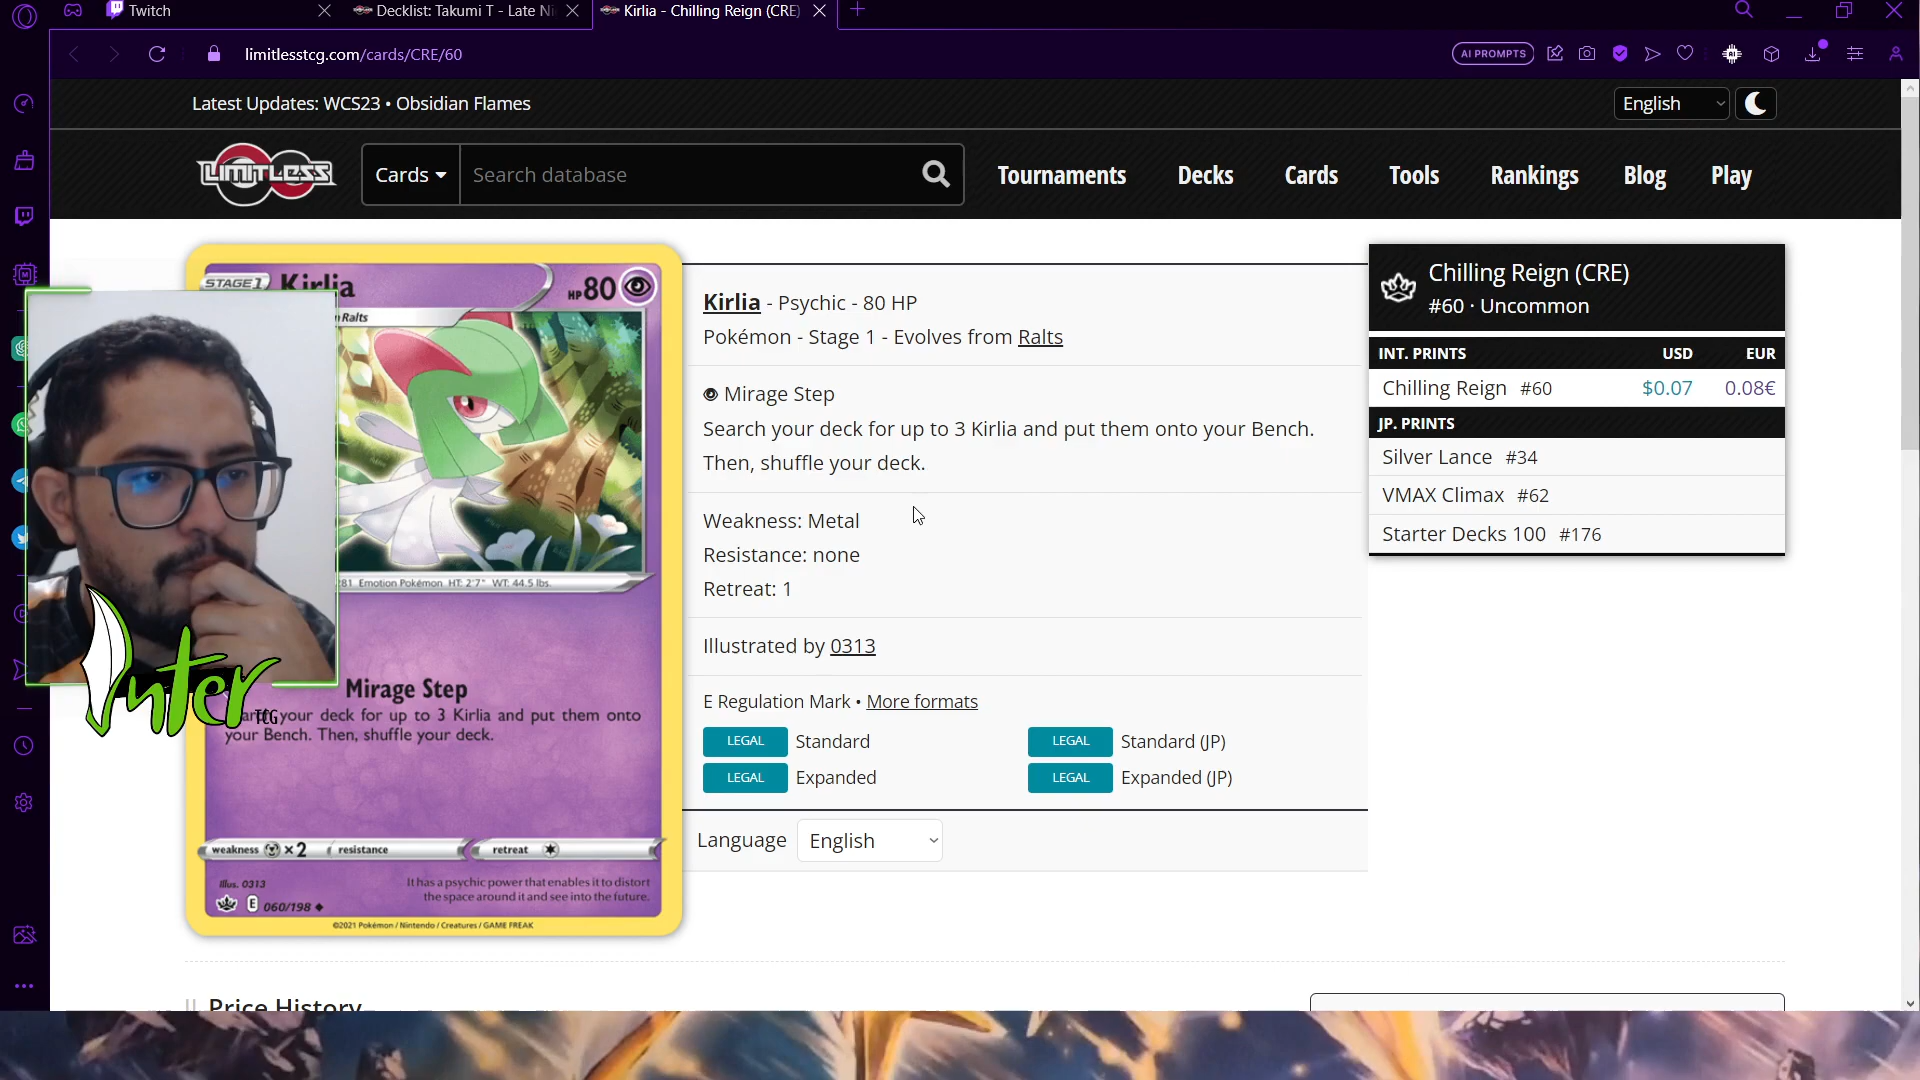 Twitch
Decklist: Takumi T - Late Ni
Kirlia - Chilling Reign (CRE)
limitlesstcg.com/cards/CRE/60
AI PROMPTS
Latest Updates: WCS23 • Obsidian Flames
English
LIMITLESS
Cards
Search database
Tournaments
Decks
Cards
Tools
Rankings
Blog
Play
STAGE 1
Kirlia
HP 80
Ralts
281 Emotion Pokémon HT: 2'7" WT: 44.5 lbs.
Mirage Step
your deck for up to 3 Kirlia and put them onto
your Bench. Then, shuffle your deck.
weakness ×2 resistance retreat
Illus. 0313
It has a psychic power that enables it to distort
the space around it and see into the future.
E 060/198
©2021 Pokémon / Nintendo / Creatures / GAME FREAK
Inter
TCG
Kirlia - Psychic - 80 HP
Pokémon - Stage 1 - Evolves from Ralts
Mirage Step
Search your deck for up to 3 Kirlia and put them onto your Bench.
Then, shuffle your deck.
Weakness: Metal
Resistance: none
Retreat: 1
Illustrated by 0313
E Regulation Mark • More formats
LEGAL Standard
LEGAL Standard (JP)
LEGAL Expanded
LEGAL Expanded (JP)
Language English
Chilling Reign (CRE)
#60 · Uncommon
INT. PRINTS USD EUR
Chilling Reign #60 $0.07 0.08€
JP. PRINTS
Silver Lance #34
VMAX Climax #62
Starter Decks 100 #176
Price History